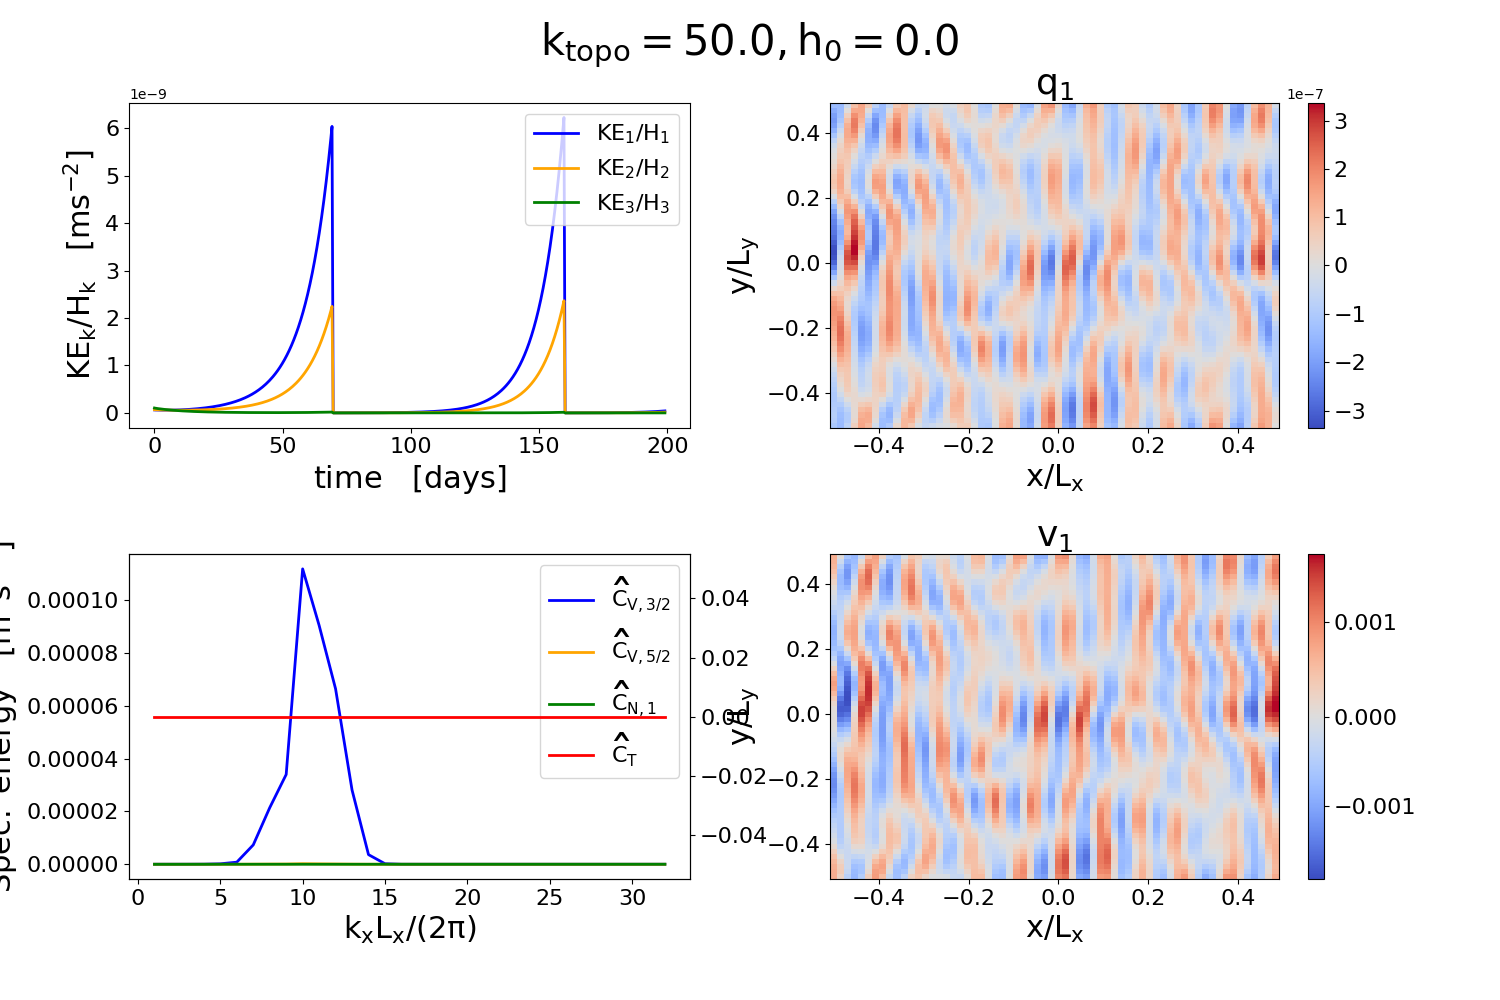 k_topo = 50.0, h_0 = 0.0
1e−9
6
5
4
3
2
1
0
KE_k/H_k [ms^−2]
KE_1/H_1
KE_2/H_2
KE_3/H_3
0 50 100 150 200
time [days]
q_1
1e−7
0.4
0.2
0.0
−0.2
−0.4
y/L_y
−0.4 −0.2 0.0 0.2 0.4
x/L_x
3
2
1
0
−1
−2
−3
0.00010
0.00008
0.00006
0.00004
0.00002
0.00000
Spec. energy
Ĉ_V, 3/2
Ĉ_V, 5/2
Ĉ_N, 1
Ĉ_T
0.04
0.02
0.00
−0.02
−0.04
0 5 10 15 20 25 30
k_xL_x/(2π)
v_1
0.4
0.2
0.0
−0.2
−0.4
y/L_y
−0.4 −0.2 0.0 0.2 0.4
x/L_x
0.001
0.000
−0.001